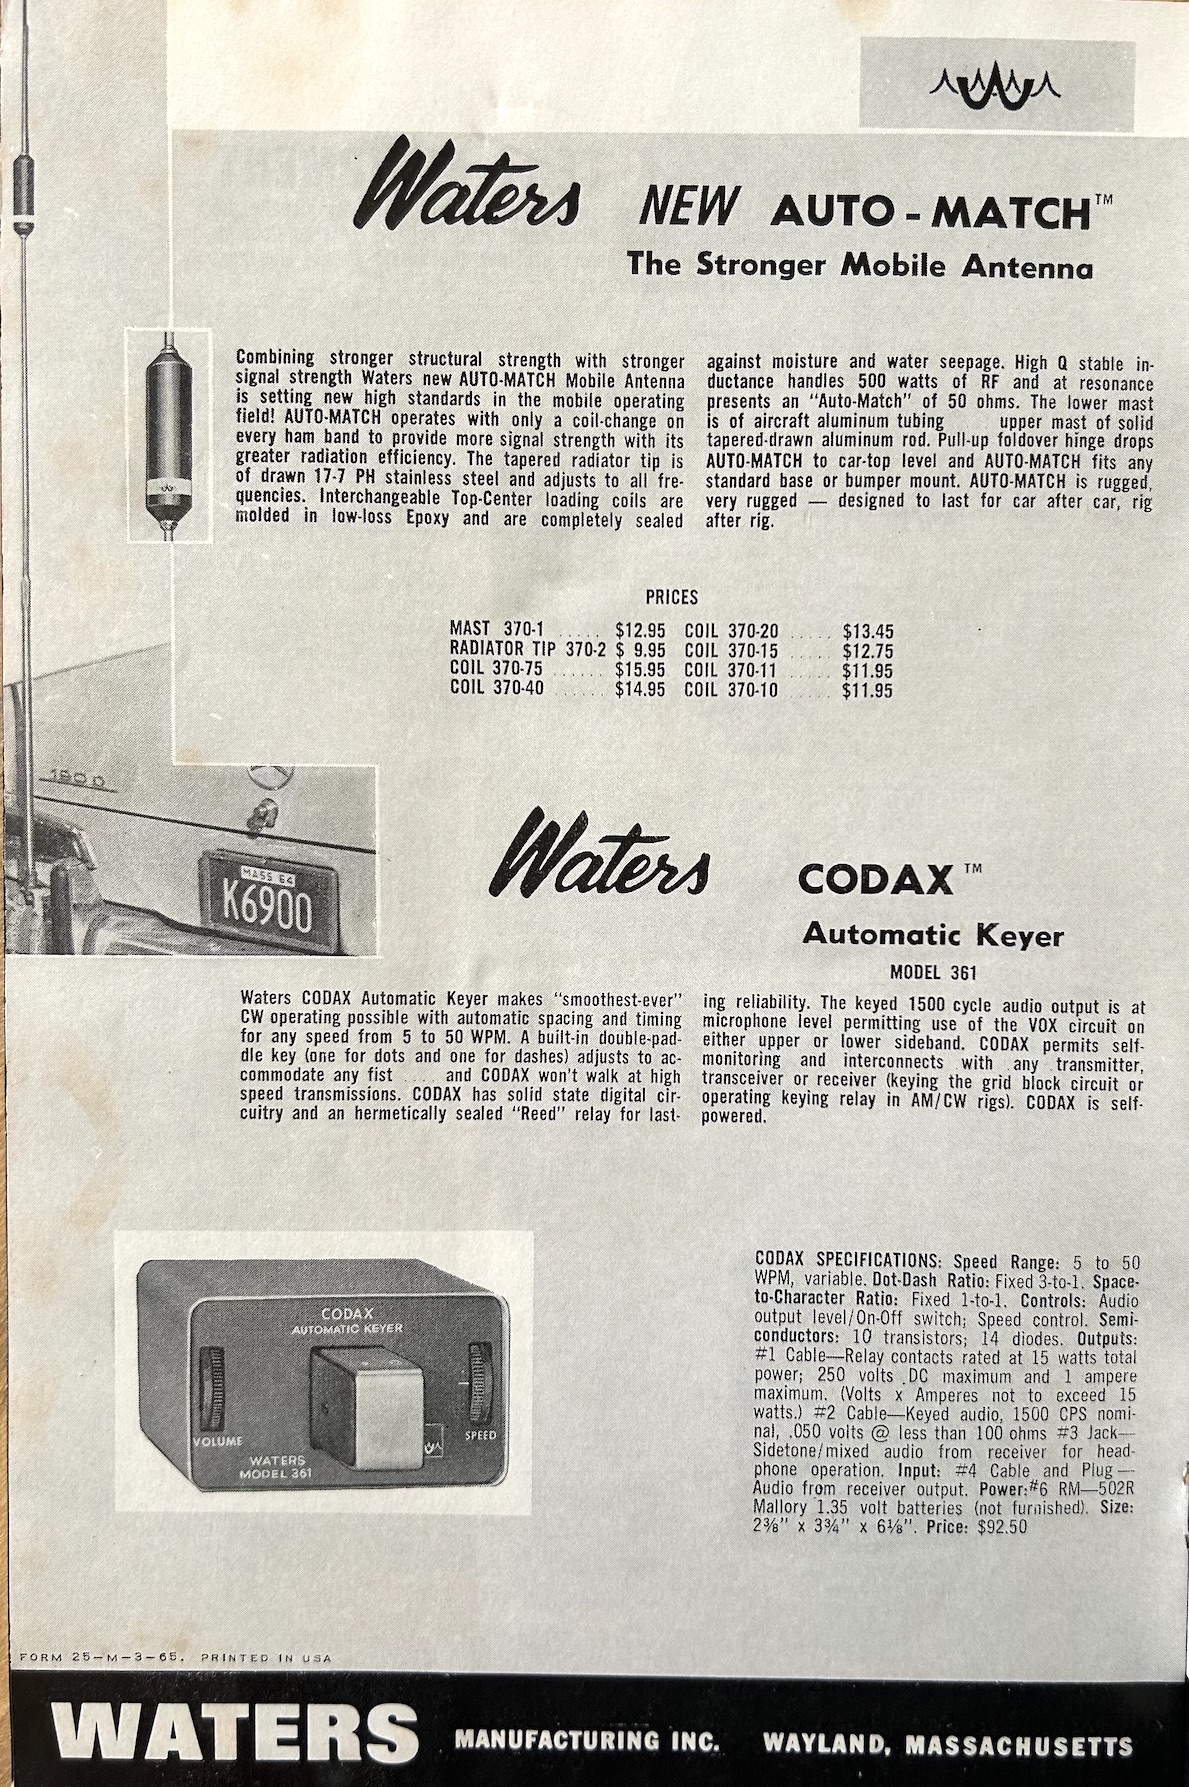 Waters NEW AUTO-MATCH™
The Stronger Mobile Antenna
Combining stronger structural strength with stronger
signal strength Waters new AUTO-MATCH Mobile Antenna
is setting new high standards in the mobile operating
field! AUTO-MATCH operates with only a coil-change on
every ham band to provide more signal strength with its
greater radiation efficiency. The tapered radiator tip is
of drawn 17-7 PH stainless steel and adjusts to all fre-
quencies. Interchangeable Top-Center loading coils are
molded in low-loss Epoxy and are completely sealed
against moisture and water seepage. High Q stable in-
ductance handles 500 watts of RF and at resonance
presents an "Auto-Match" of 50 ohms. The lower mast
is of aircraft aluminum tubing upper mast of solid
tapered-drawn aluminum rod. Pull-up foldover hinge drops
AUTO-MATCH to car-top level and AUTO-MATCH fits any
standard base or bumper mount. AUTO-MATCH is rugged,
very rugged — designed to last for car after car, rig
after rig.
PRICES
MAST 370-1 ..... $12.95 COIL 370-20 ..... $13.45
RADIATOR TIP 370-2 $ 9.95 COIL 370-15 ..... $12.75
COIL 370-75 ...... $15.95 COIL 370-11 ..... $11.95
COIL 370-40 ...... $14.95 COIL 370-10 ..... $11.95
190 D
MASS 64
K6900
Waters CODAX™
Automatic Keyer
MODEL 361
Waters CODAX Automatic Keyer makes "smoothest-ever"
CW operating possible with automatic spacing and timing
for any speed from 5 to 50 WPM. A built-in double-pad-
dle key (one for dots and one for dashes) adjusts to ac-
commodate any fist .... and CODAX won't walk at high
speed transmissions. CODAX has solid state digital cir-
cuitry and an hermetically sealed "Reed" relay for last-
ing reliability. The keyed 1500 cycle audio output is at
microphone level permitting use of the VOX circuit on
either upper or lower sideband. CODAX permits self-
monitoring and interconnects with any transmitter,
transceiver or receiver (keying the grid block circuit or
operating keying relay in AM/CW rigs). CODAX is self-
powered.
CODAX
AUTOMATIC KEYER
VOLUME
SPEED
WATERS
MODEL 361
CODAX SPECIFICATIONS: Speed Range: 5 to 50
WPM, variable. Dot-Dash Ratio: Fixed 3-to-1. Space-
to-Character Ratio: Fixed 1-to-1. Controls: Audio
output level/On-Off switch; Speed control. Semi-
conductors: 10 transistors; 14 diodes. Outputs:
#1 Cable—Relay contacts rated at 15 watts total
power; 250 volts DC maximum and 1 ampere
maximum. (Volts x Amperes not to exceed 15
watts.) #2 Cable—Keyed audio, 1500 CPS nomi-
nal, .050 volts @ less than 100 ohms #3 Jack—
Sidetone/mixed audio from receiver for head-
phone operation. Input: #4 Cable and Plug—
Audio from receiver output. Power:#6 RM—502R
Mallory 1.35 volt batteries (not furnished). Size:
2⅜" x 3¾" x 6⅛". Price: $92.50
FORM 25-M-3-65. PRINTED IN USA
WATERS MANUFACTURING INC. WAYLAND, MASSACHUSETTS